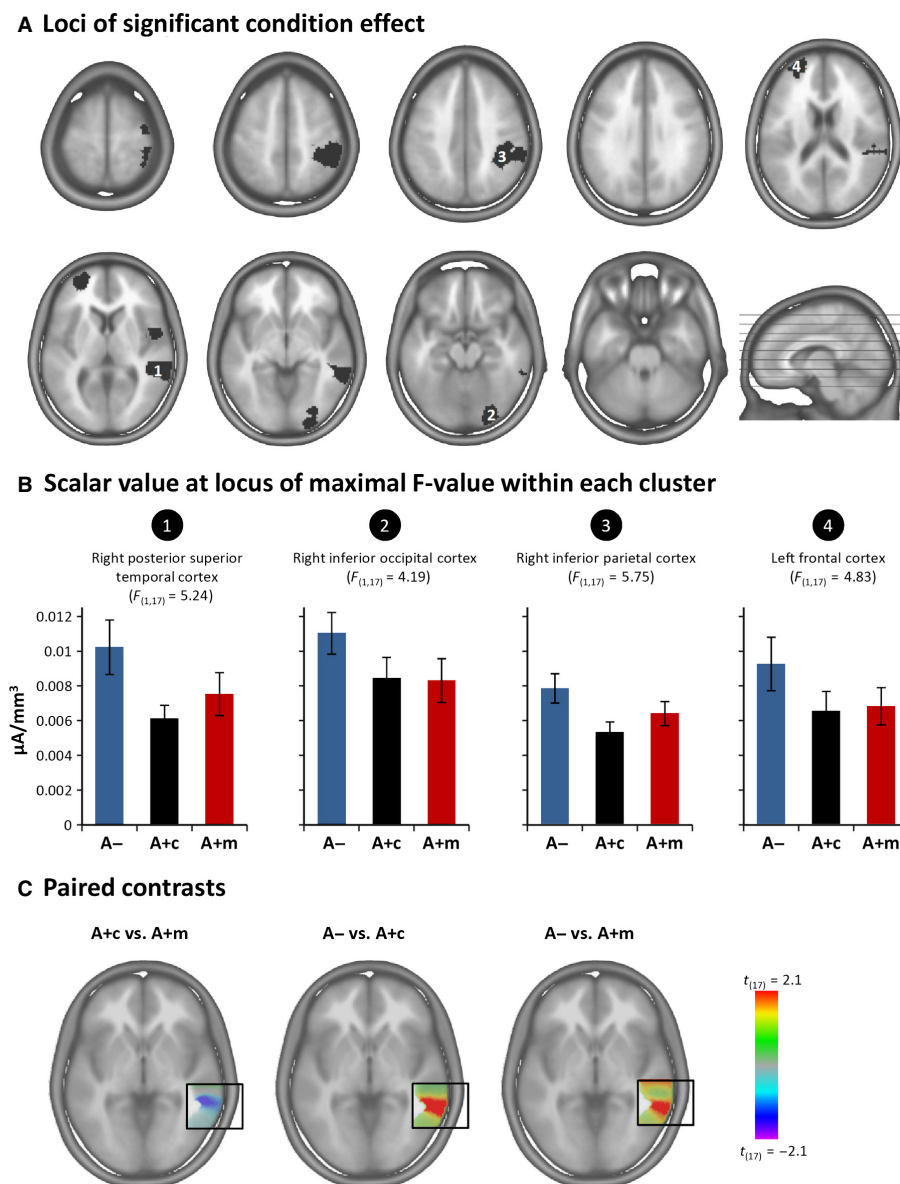 A Loci of significant condition effect
4
3
1
2
B Scalar value at locus of maximal F-value within each cluster
1
2
3
4
Right posterior superior
temporal cortex
(F(1,17) = 5.24)
Right inferior occipital cortex
(F(1,17) = 4.19)
Right inferior parietal cortex
(F(1,17) = 5.75)
Left frontal cortex
(F(1,17) = 4.83)
µA/mm³
0.012
0.01
0.008
0.006
0.004
0.002
0
A– A+c A+m
A– A+c A+m
A– A+c A+m
A– A+c A+m
C Paired contrasts
A+c vs. A+m
A– vs. A+c
A– vs. A+m
t(17) = 2.1
t(17) = −2.1